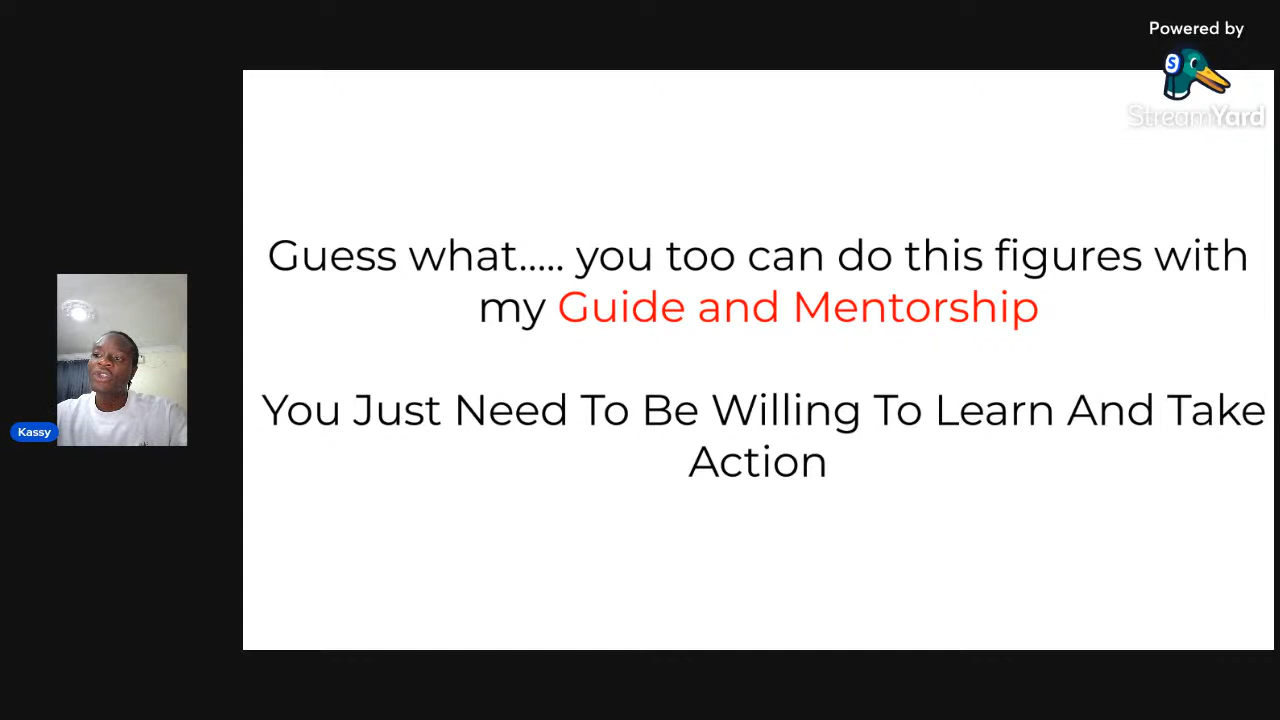 Powered by
StreamYard
Guess what..... you too can do this figures with
my Guide and Mentorship
You Just Need To Be Willing To Learn And Take
Action
Kassy